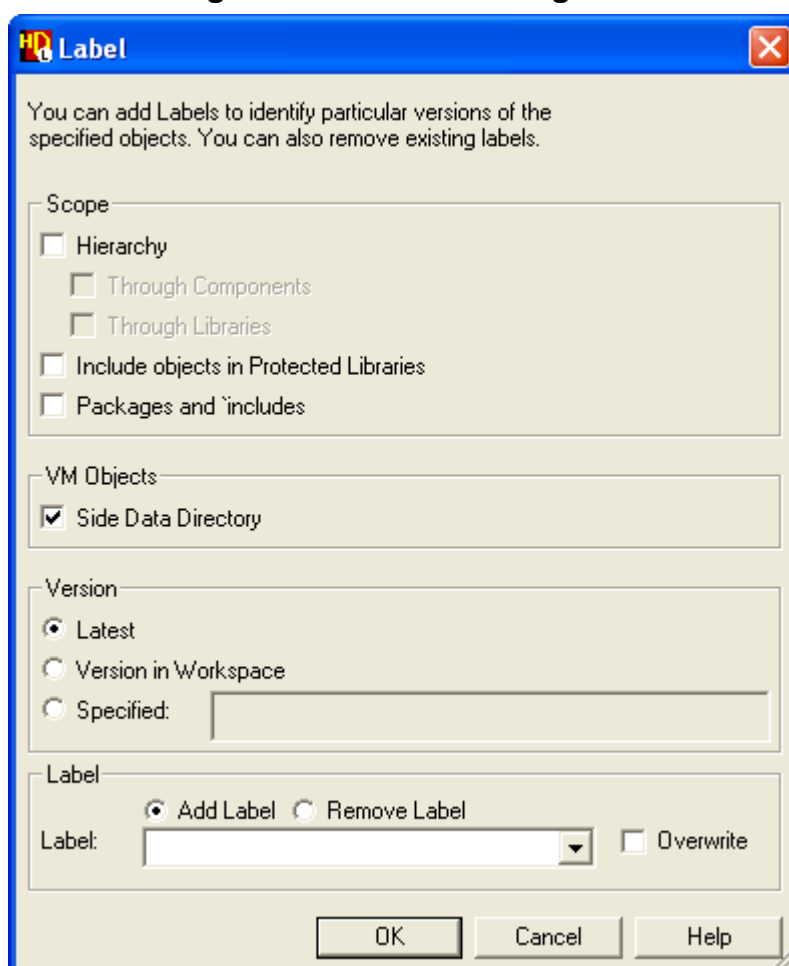 Label
You can add Labels to identify particular versions of the
specified objects. You can also remove existing labels.
Scope
Hierarchy
Through Components
Through Libraries
Include objects in Protected Libraries
Packages and `includes
VM Objects
Side Data Directory
Version
Latest
Version in Workspace
Specified:
Label
Add Label Remove Label
Label: Overwrite
OK Cancel Help